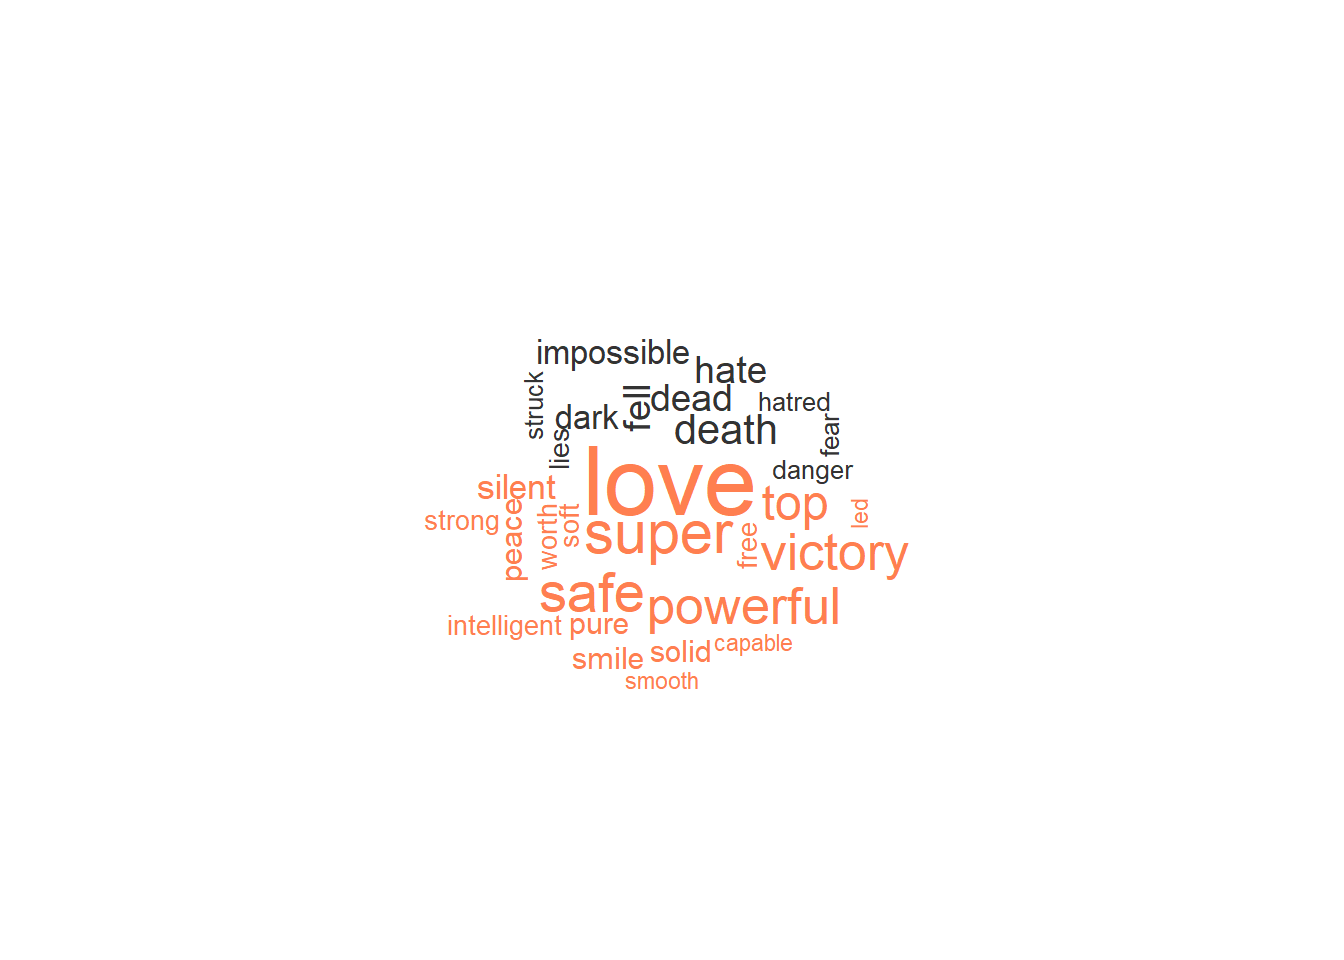 impossible
hate
struck
dark
fell
dead
hatred
death
fear
lies
danger
love
silent
top
strong
peace
worth
soft
super
free
victory
led
safe
powerful
intelligent
pure
smile
solid
capable
smooth